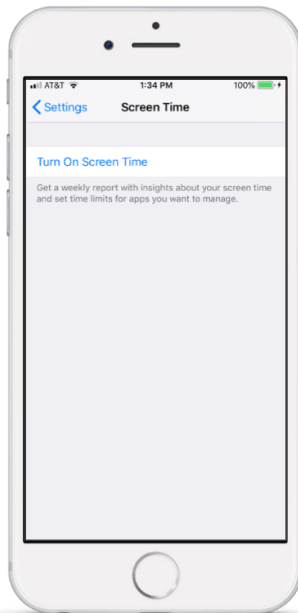 AT&T 1:34 PM 100%
Settings Screen Time
Turn On Screen Time
Get a weekly report with insights about your screen time
and set time limits for apps you want to manage.